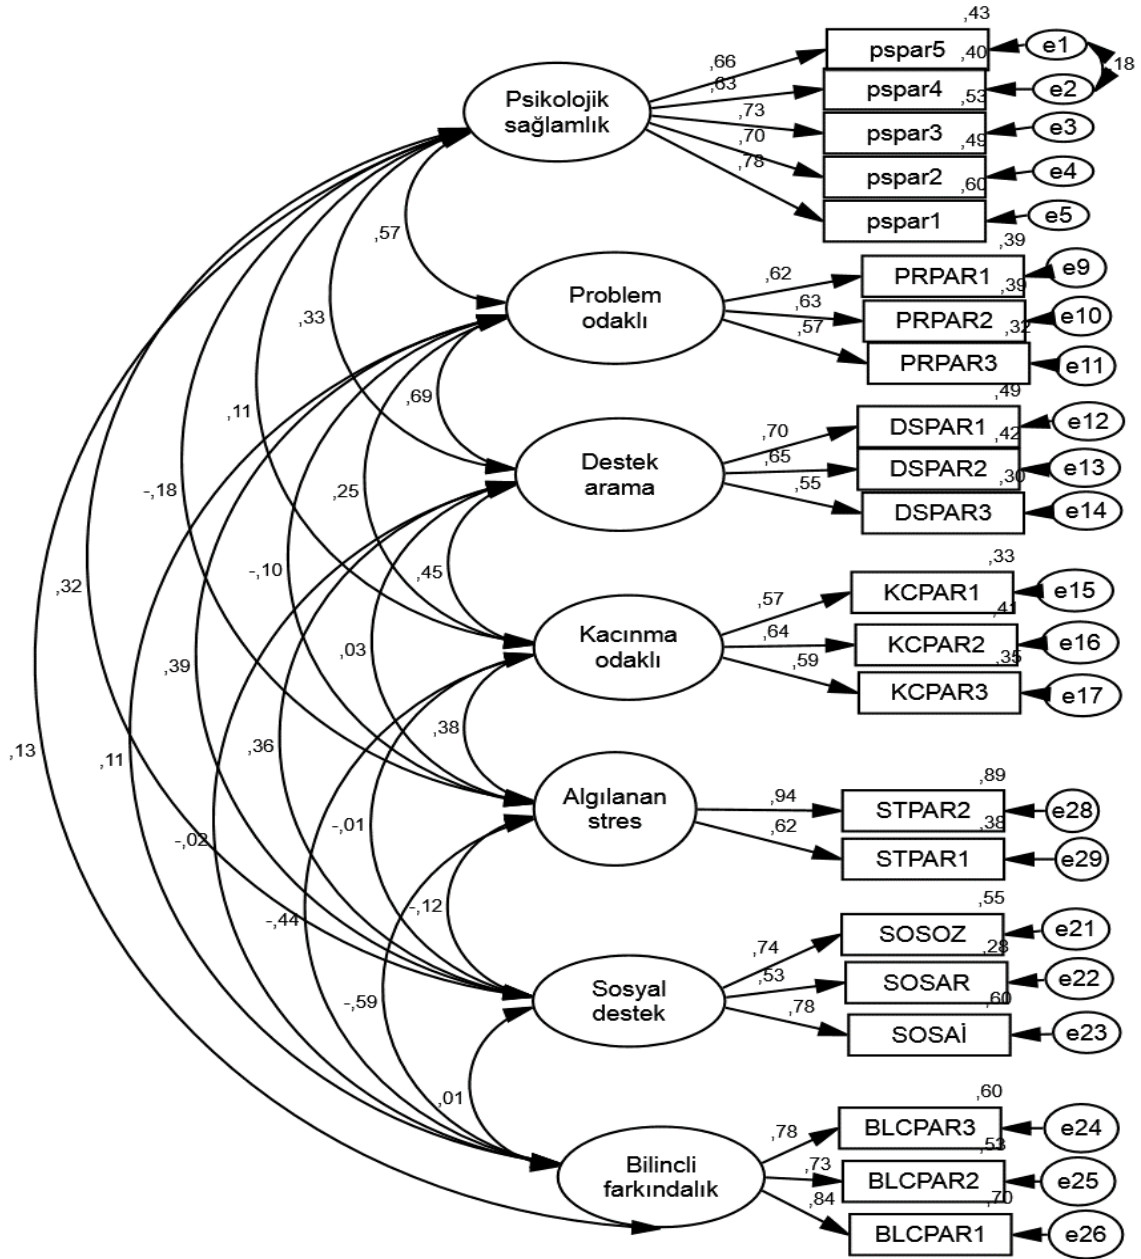 ,43
pspar5
e1
,66
,40
,18
pspar4
e2
,63
,53
pspar3
e3
,73
,49
pspar2
e4
,70
,60
pspar1
e5
,78
Psikolojik
sağlamlık
,57
,39
PRPAR1
e9
,62
,39
PRPAR2
e10
,63
,32
PRPAR3
e11
,57
Problem
odaklı
,33
,69
,49
DSPAR1
e12
,70
,42
DSPAR2
e13
,65
,30
DSPAR3
e14
,55
Destek
arama
,11
,25
-,18
,45
-,10
,33
KCPAR1
e15
,57
,41
KCPAR2
e16
,64
,35
KCPAR3
e17
,59
Kacınma
odaklı
,32
,39
,03
,38
,13
,11
,36
,89
STPAR2
e28
,94
,38
STPAR1
e29
,62
Algılanan
stres
-,02
-,01
-,12
-,44
,55
SOSOZ
e21
,74
,28
SOSAR
e22
,53
,60
SOSAİ
e23
,78
Sosyal
destek
-,59
,01
,60
BLCPAR3
e24
,78
,53
BLCPAR2
e25
,73
,70
BLCPAR1
e26
,84
Bilincli
farkındalık